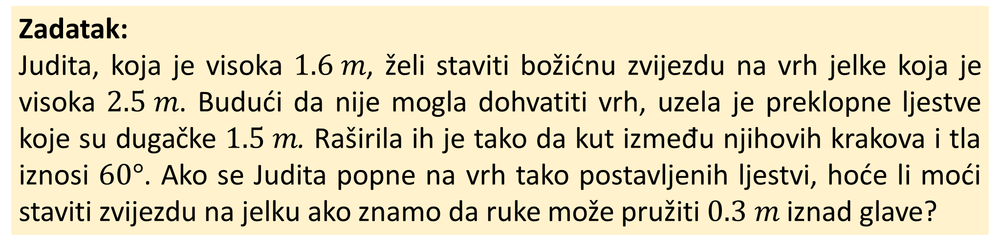 Zadatak:
Judita, koja je visoka 1.6 m, želi staviti božićnu zvijezdu na vrh jelke koja je
visoka 2.5 m. Budući da nije mogla dohvatiti vrh, uzela je preklopne ljestve
koje su dugačke 1.5 m. Raširila ih je tako da kut između njihovih krakova i tla
iznosi 60°. Ako se Judita popne na vrh tako postavljenih ljestvi, hoće li moći
staviti zvijezdu na jelku ako znamo da ruke može pružiti 0.3 m iznad glave?